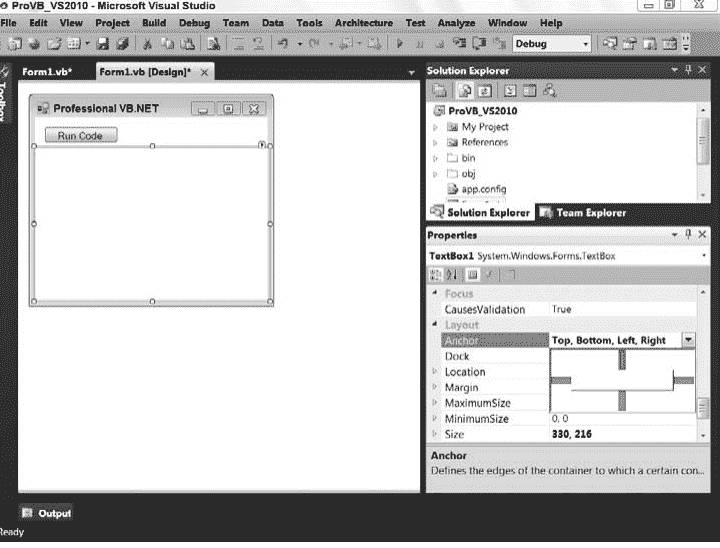 ProVB_VS2010 - Microsoft Visual Studio
File Edit View Project Build Debug Team Data Tools Architecture Test Analyze Window Help
Debug
Toolbox
Form1.vb* Form1.vb [Design]*
Professional VB.NET
Run Code
Solution Explorer
ProVB_VS2010
My Project
References
bin
obj
app.config
Solution Explorer Team Explorer
Properties
TextBox1 System.Windows.Forms.TextBox
Focus
CausesValidation True
Layout
Anchor Top, Bottom, Left, Right
Dock
Location
Margin
MaximumSize
MinimumSize 0, 0
Size 330, 216
Anchor
Defines the edges of the container to which a certain con...
Output
Ready